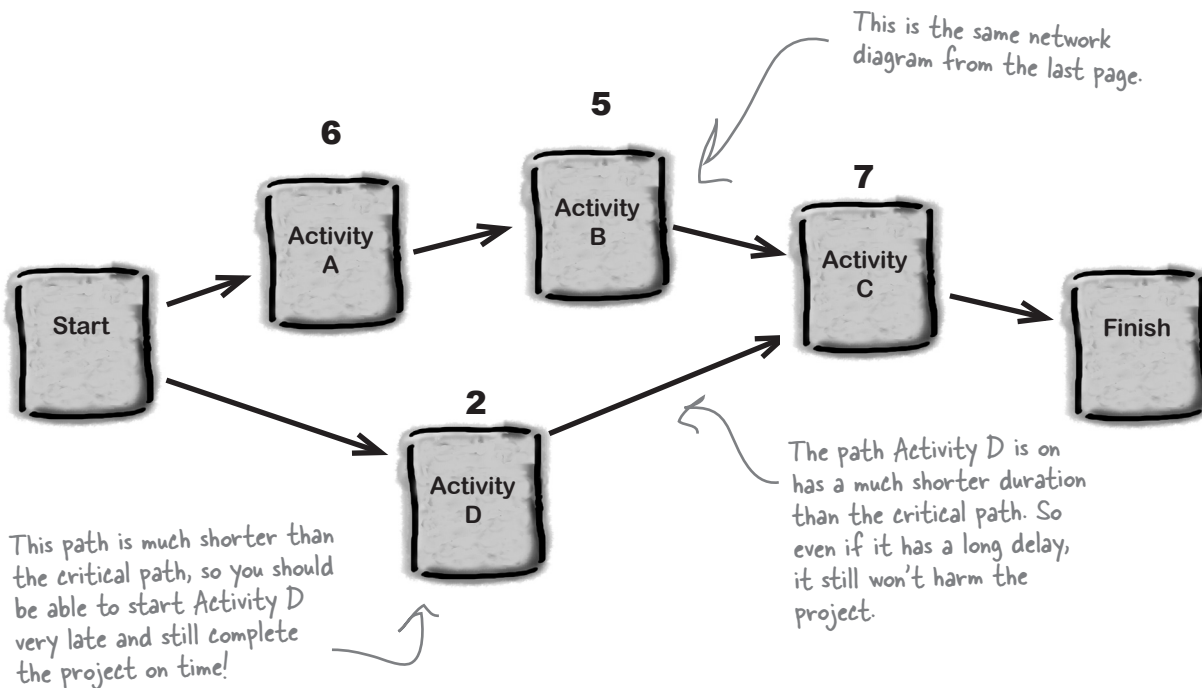 This is the same network
diagram from the last page.
6
5
7
Activity
A
Activity
B
Activity
C
Start
Finish
2
Activity
D
The path Activity D is on
has a much shorter duration
than the critical path. So
even if it has a long delay,
it still won't harm the
project.
This path is much shorter than
the critical path, so you should
be able to start Activity D
very late and still complete
the project on time!